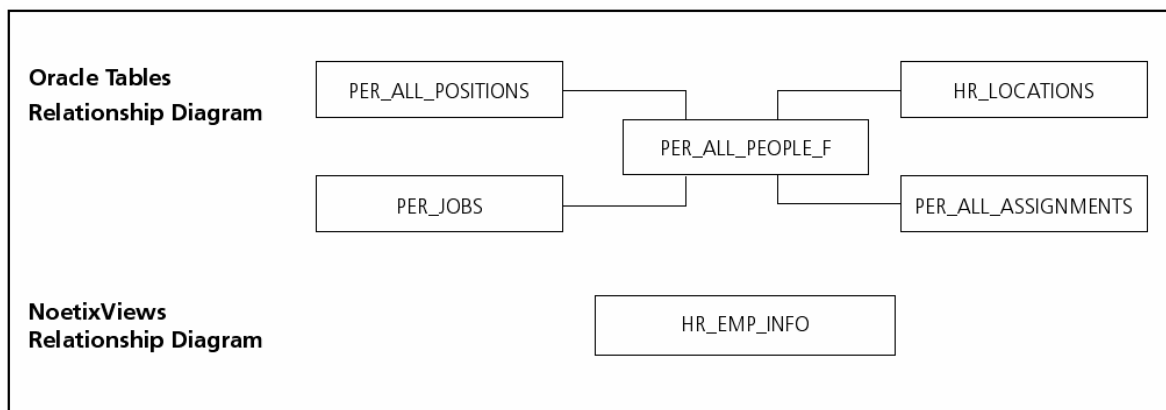 Oracle Tables
Relationship Diagram
PER_ALL_POSITIONS
HR_LOCATIONS
PER_ALL_PEOPLE_F
PER_JOBS
PER_ALL_ASSIGNMENTS
NoetixViews
Relationship Diagram
HR_EMP_INFO